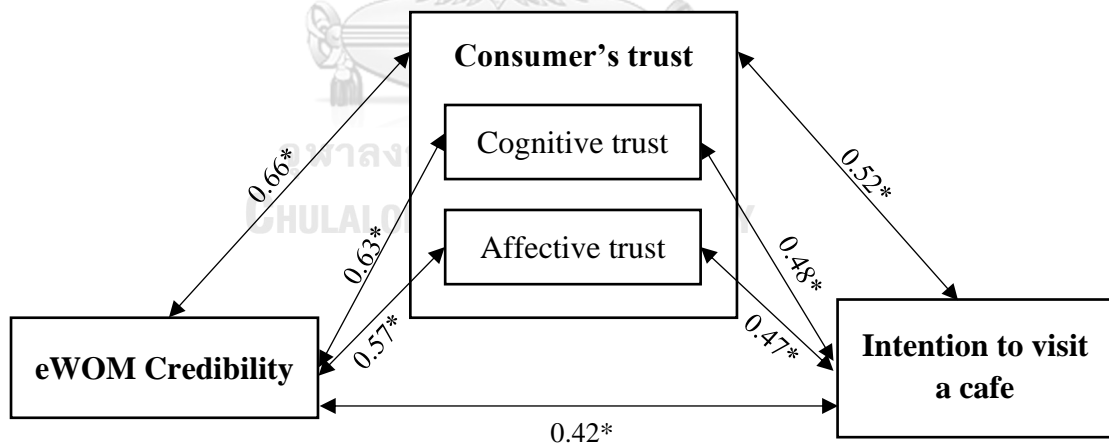 Consumer’s trust
Cognitive trust
Affective trust
0.66*
0.63*
0.57*
0.52*
0.48*
0.47*
eWOM Credibility
Intention to visit
a cafe
0.42*